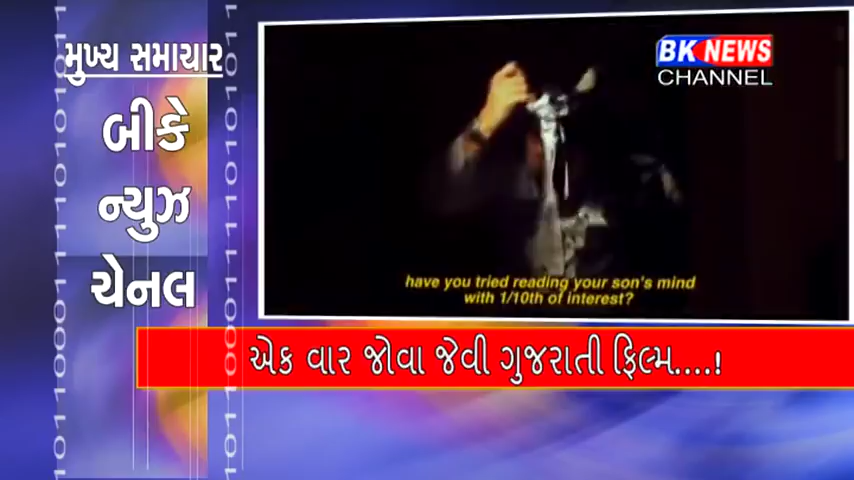 મુખ્ય સમાચાર
બીકે
ન્યુઝ
ચેનલ
BK NEWS
CHANNEL
have you tried reading your son's mind
with 1/10th of interest?
એક વાર જોવા જેવી ગુજરાતી ફિલ્મ....!